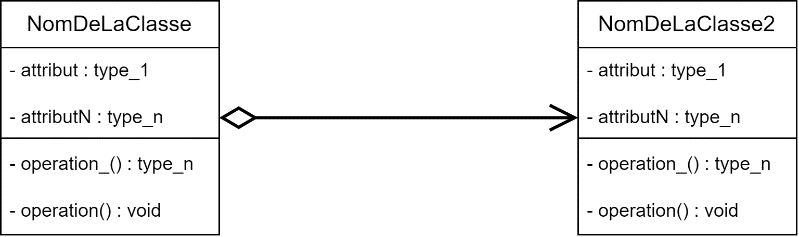 NomDeLaClasse
- attribut : type_1
- attributN : type_n
- operation_() : type_n
- operation() : void
NomDeLaClasse2
- attribut : type_1
- attributN : type_n
- operation_() : type_n
- operation() : void